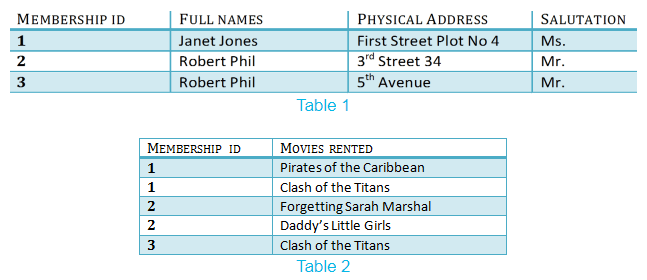 MEMBERSHIP ID FULL NAMES PHYSICAL ADDRESS SALUTATION
1 Janet Jones First Street Plot No 4 Ms.
2 Robert Phil 3rd Street 34 Mr.
3 Robert Phil 5th Avenue Mr.
Table 1
MEMBERSHIP ID MOVIES RENTED
1 Pirates of the Caribbean
1 Clash of the Titans
2 Forgetting Sarah Marshal
2 Daddy's Little Girls
3 Clash of the Titans
Table 2